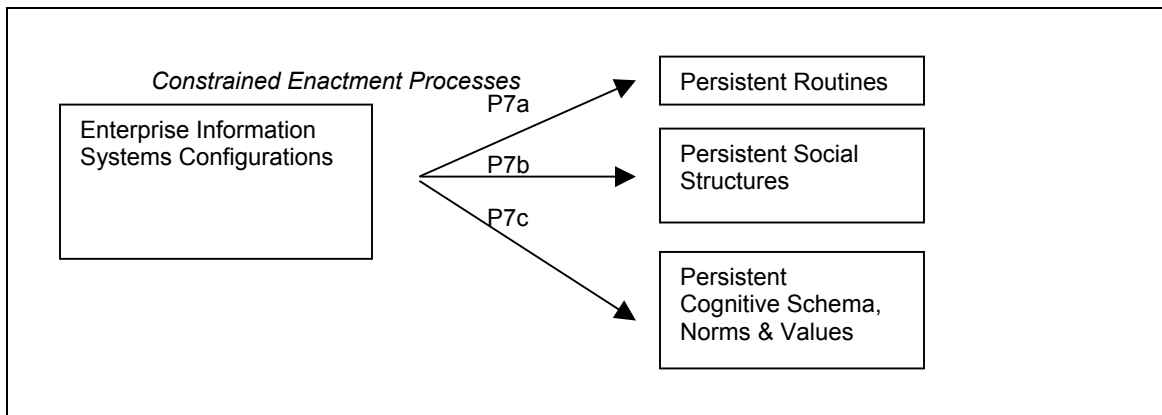 Constrained Enactment Processes
Enterprise Information
Systems Configurations
P7a
P7b
P7c
Persistent Routines
Persistent Social
Structures
Persistent
Cognitive Schema,
Norms & Values